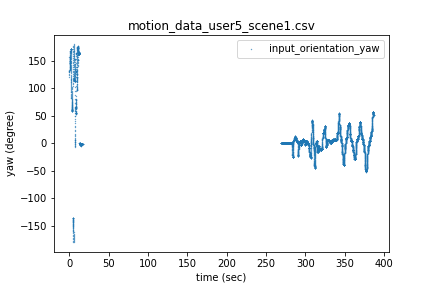 motion_data_user5_scene1.csv
input_orientation_yaw
yaw (degree)
150
100
50
0
−50
−100
−150
0 50 100 150 200 250 300 350 400
time (sec)